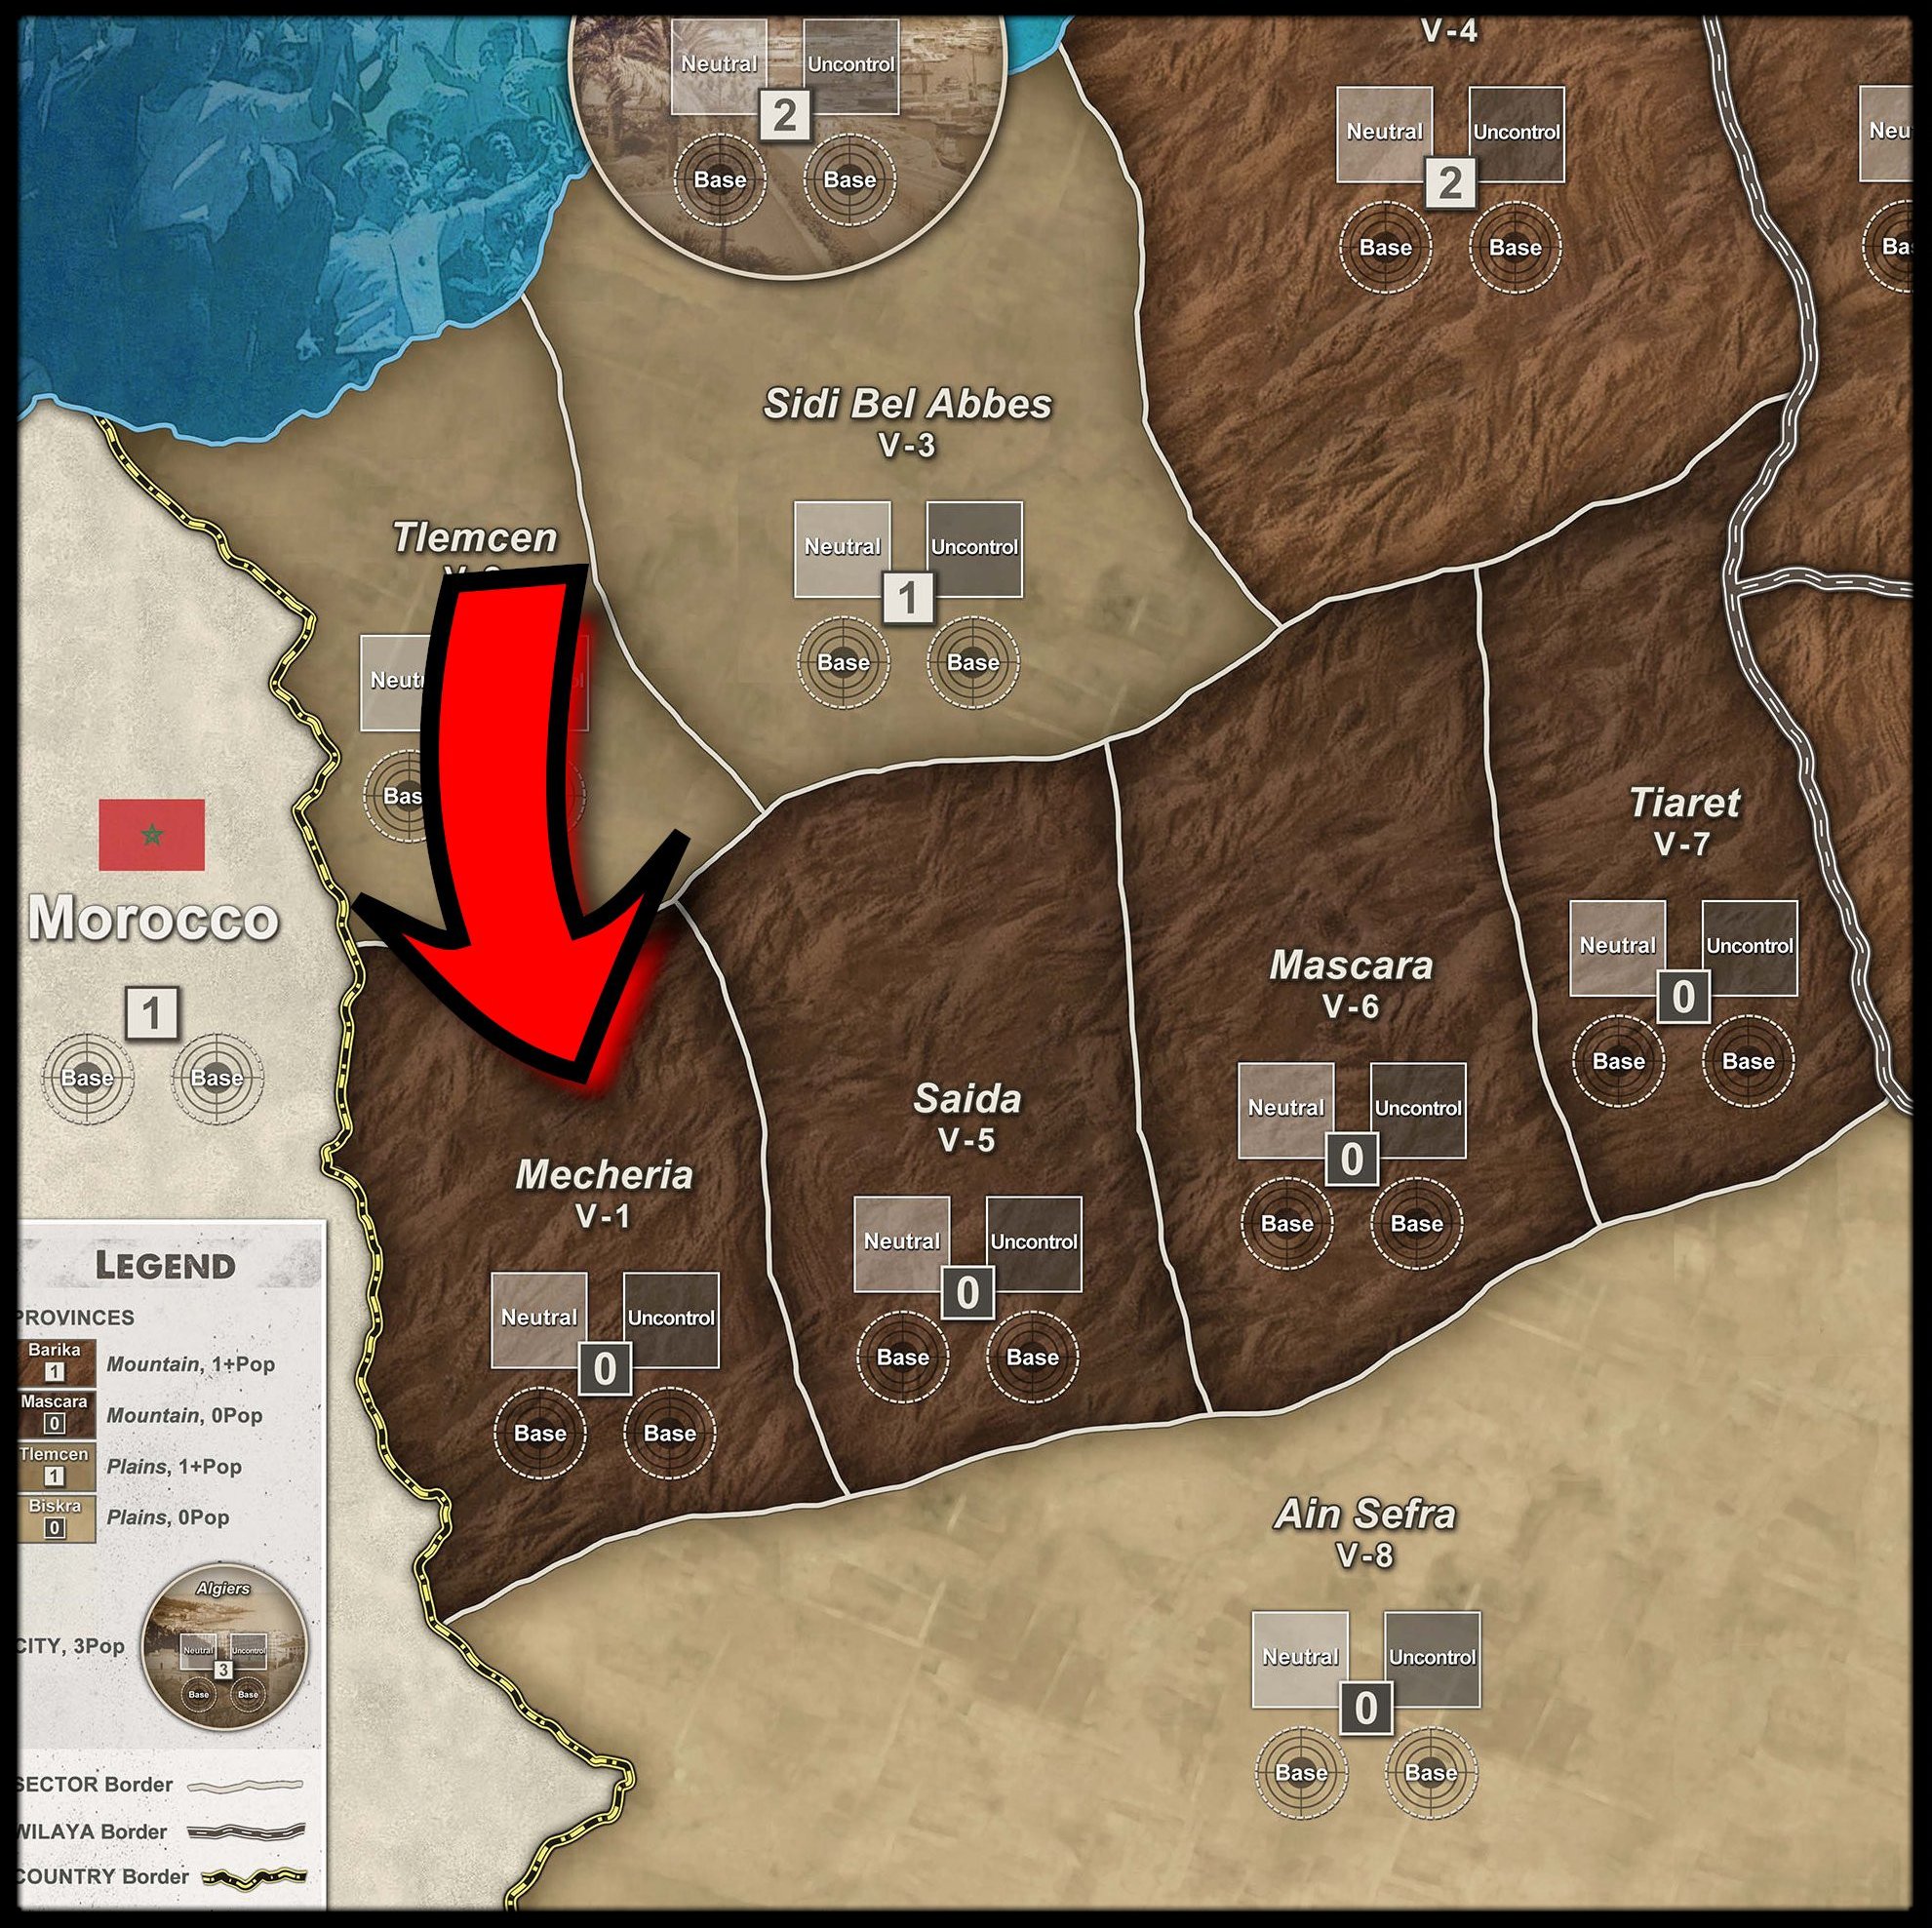 Neutral
Uncontrol
2
Base
Base
V-4
Neutral
Uncontrol
2
Base
Base
Sidi Bel Abbes
V-3
Neutral
Uncontrol
1
Base
Base
Tlemcen
Tiaret
V-7
Neutral
Uncontrol
0
Base
Base
Morocco
1
Base
Base
Mascara
V-6
Neutral
Uncontrol
0
Base
Base
Saida
V-5
Neutral
Uncontrol
0
Base
Base
Mecheria
V-1
Neutral
Uncontrol
0
Base
Base
Ain Sefra
V-8
Neutral
Uncontrol
0
Base
Base
LEGEND
PROVINCES
Barika
1
Mountain, 1+Pop
Mascara
0
Mountain, 0Pop
Tlemcen
1
Plains, 1+Pop
Biskra
0
Plains, 0Pop
CITY, 3Pop
Algiers
Neutral
Uncontrol
3
Base
Base
SECTOR Border
WILAYA Border
COUNTRY Border